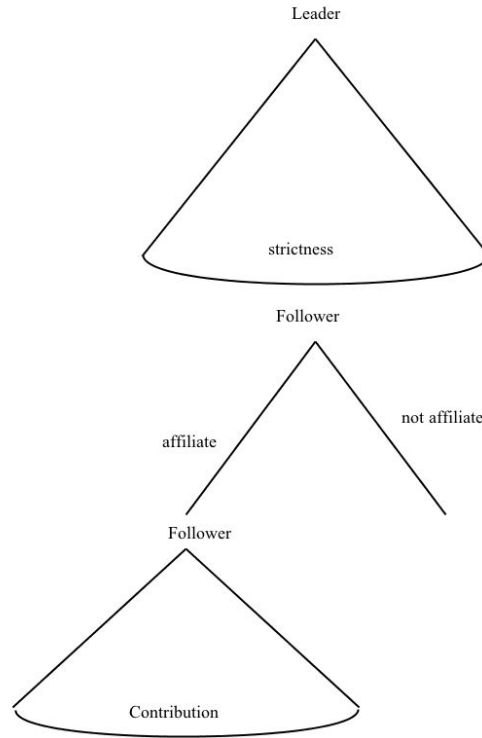 Leader
strictness
Follower
not affiliate
affiliate
Follower
Contribution